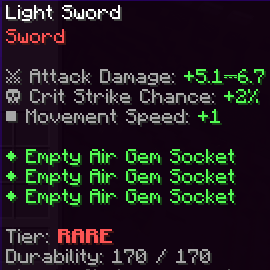 Light Sword
Sword
⚔ Attack Damage: +5.1—6.7
☠ Crit Strike Chance: +2%
■ Movement Speed: +1
◆ Empty Air Gem Socket
◆ Empty Air Gem Socket
◆ Empty Air Gem Socket
Tier: RARE
Durability: 170 / 170